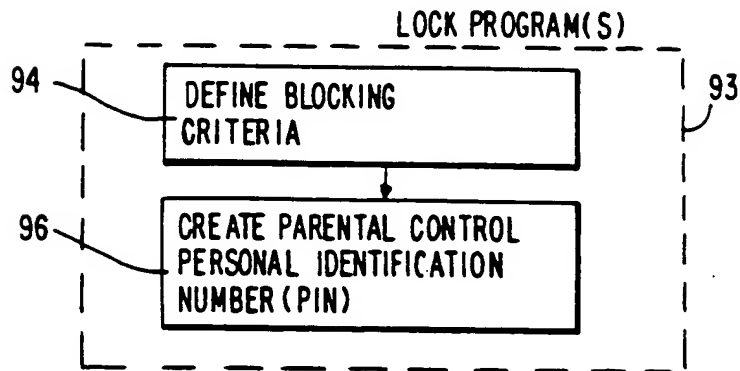 LOCK PROGRAM(S)
94
DEFINE BLOCKING
CRITERIA
93
96
CREATE PARENTAL CONTROL
PERSONAL IDENTIFICATION
NUMBER (PIN)